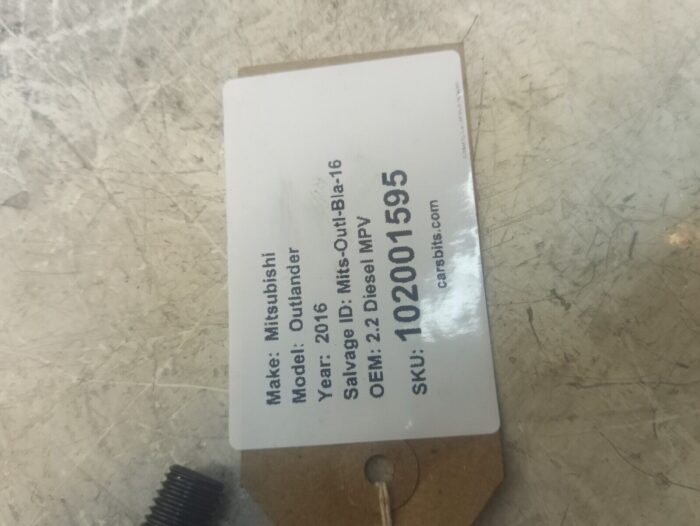 Make: Mitsubishi
Model: Outlander
Year: 2016
Salvage ID: Mits-Outl-Bla-16
OEM: 2.2 Diesel MPV
SKU: 102001595
carsbits.com